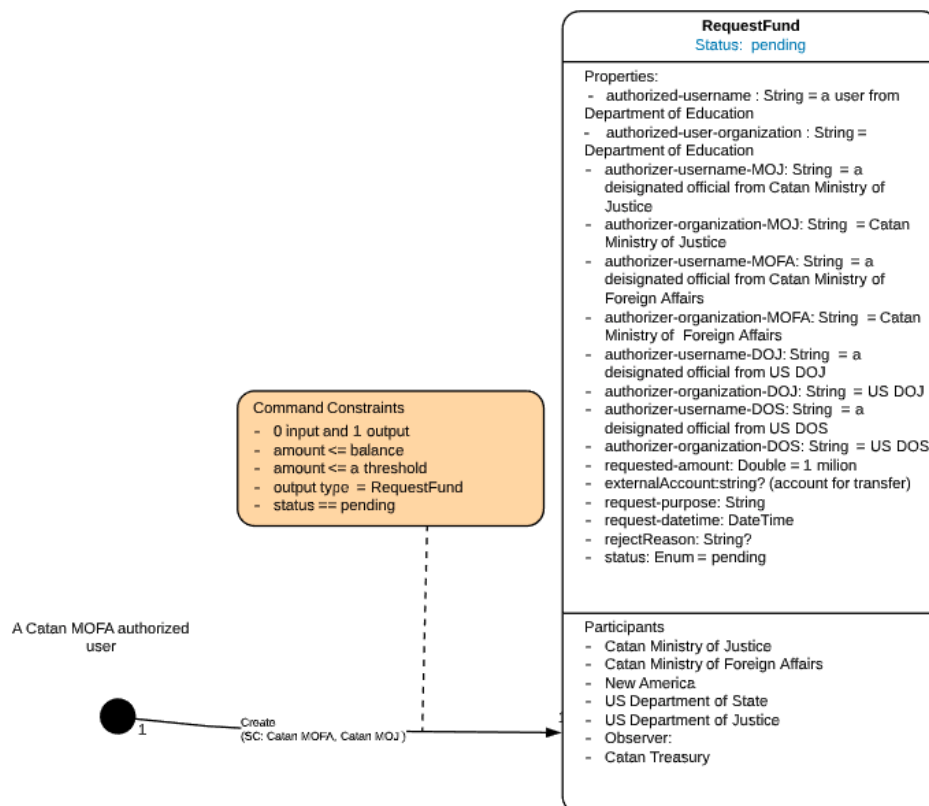 RequestFund
Status: pending
Properties:
- authorized-username : String = a user from
Department of Education
- authorized-user-organization : String =
Department of Education
- authorizer-username-MOJ: String = a
deisignated official from Catan Ministry of
Justice
- authorizer-organization-MOJ: String = Catan
Ministry of Justice
- authorizer-username-MOFA: String = a
deisignated official from Catan Ministry of
Foreign Affairs
- authorizer-organization-MOFA: String = Catan
Ministry of Foreign Affairs
- authorizer-username-DOJ: String = a
deisignated official from US DOJ
- authorizer-organization-DOJ: String = US DOJ
- authorizer-username-DOS: String = a
deisignated official from US DOS
- authorizer-organization-DOS: String = US DOS
- requested-amount: Double = 1 milion
- externalAccount:string? (account for transfer)
- request-purpose: String
- request-datetime: DateTime
- rejectReason: String?
- status: Enum = pending
Command Constraints
- 0 input and 1 output
- amount <= balance
- amount <= a threshold
- output type = RequestFund
- status == pending
A Catan MOFA authorized
user
1
Create
(SC: Catan MOFA, Catan MOJ )
1
Participants
- Catan Ministry of Justice
- Catan Ministry of Foreign Affairs
- New America
- US Department of State
- US Department of Justice
- Observer:
- Catan Treasury